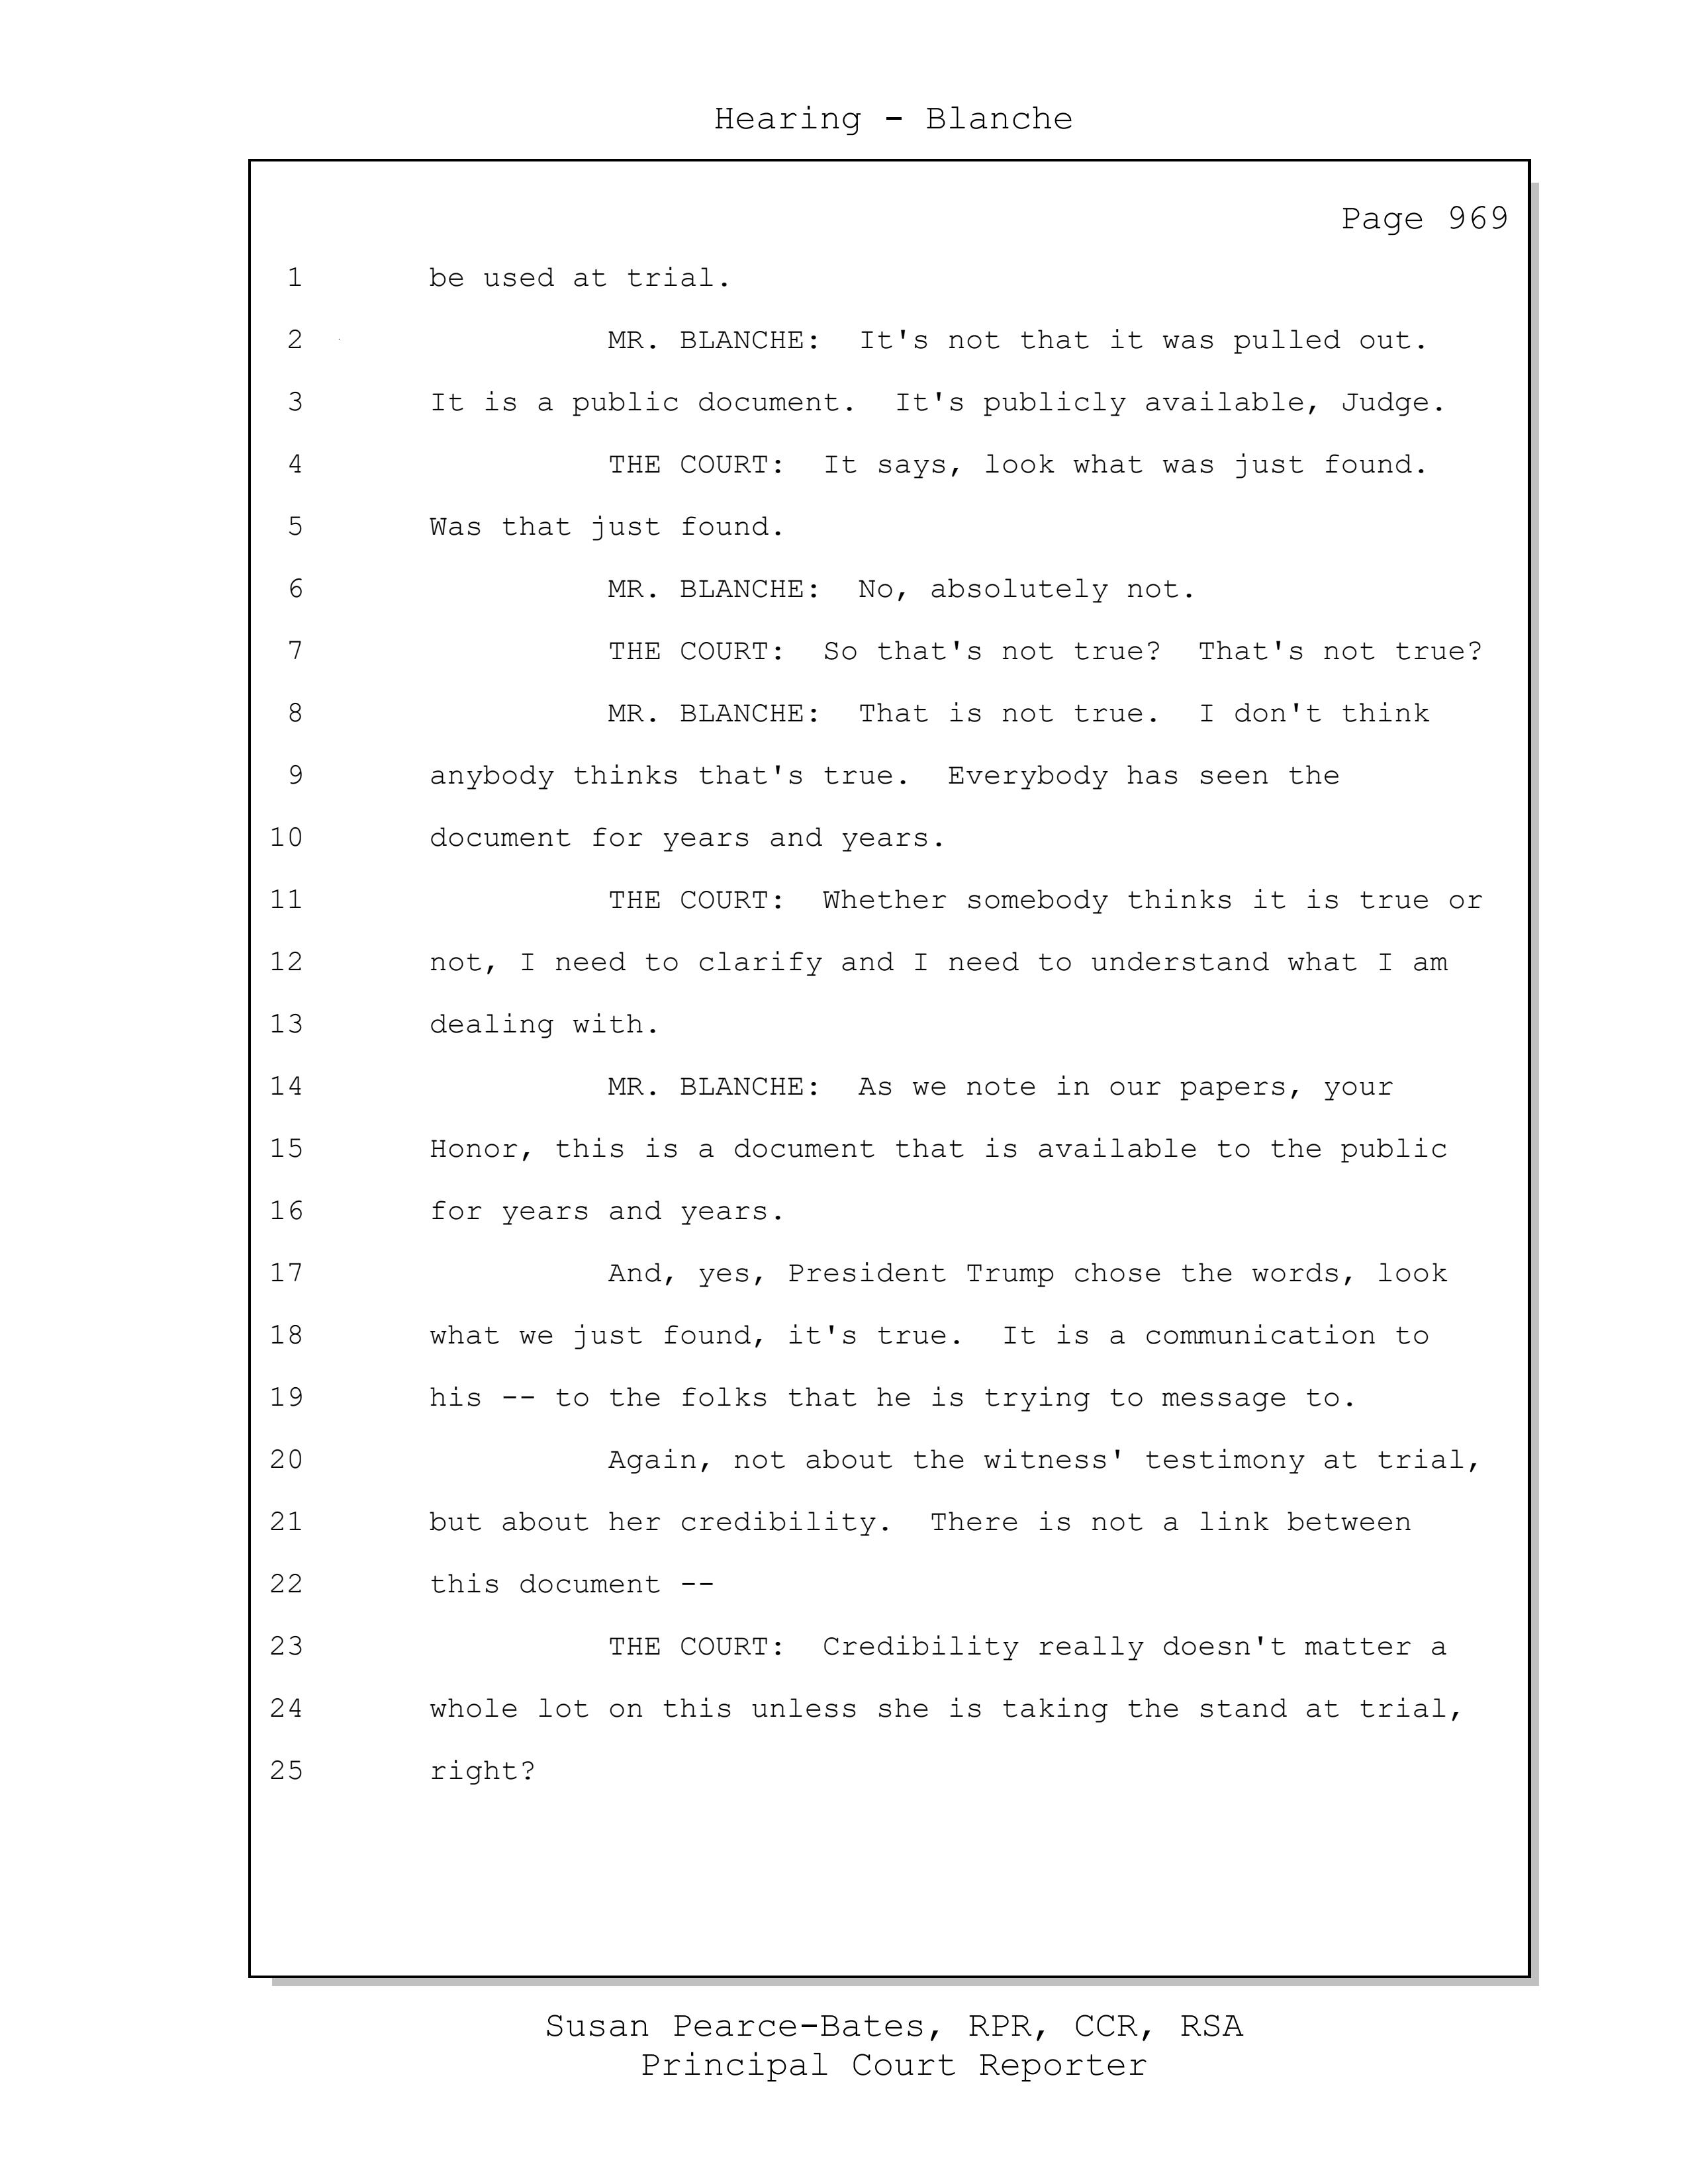 Hearing - Blanche
Page 969
1 be used at trial.
2 MR. BLANCHE: It's not that it was pulled out.
3 It is a public document. It's publicly available, Judge.
4 THE COURT: It says, look what was just found.
5 Was that just found.
6 MR. BLANCHE: No, absolutely not.
7 THE COURT: So that's not true? That's not true?
8 MR. BLANCHE: That is not true. I don't think
9 anybody thinks that's true. Everybody has seen the
10 document for years and years.
11 THE COURT: Whether somebody thinks it is true or
12 not, I need to clarify and I need to understand what I am
13 dealing with.
14 MR. BLANCHE: As we note in our papers, your
15 Honor, this is a document that is available to the public
16 for years and years.
17 And, yes, President Trump chose the words, look
18 what we just found, it's true. It is a communication to
19 his -- to the folks that he is trying to message to.
20 Again, not about the witness' testimony at trial,
21 but about her credibility. There is not a link between
22 this document --
23 THE COURT: Credibility really doesn't matter a
24 whole lot on this unless she is taking the stand at trial,
25 right?
Susan Pearce-Bates, RPR, CCR, RSA
Principal Court Reporter